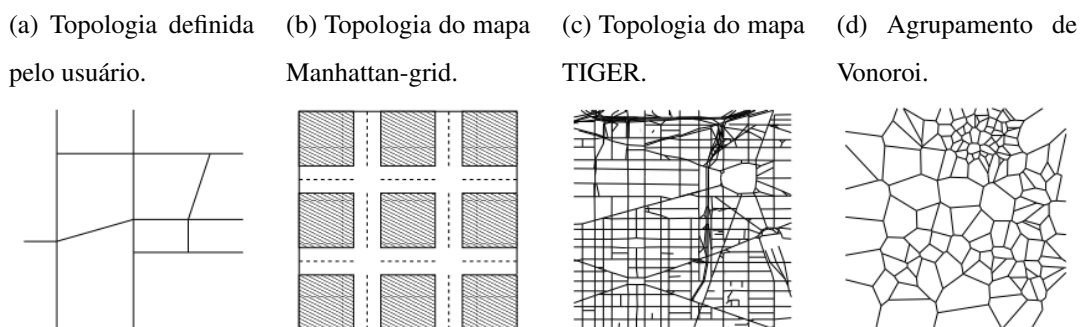 (a) Topologia definida
pelo usuário.
(b) Topologia do mapa
Manhattan-grid.
(c) Topologia do mapa
TIGER.
(d) Agrupamento de
Vonoroi.